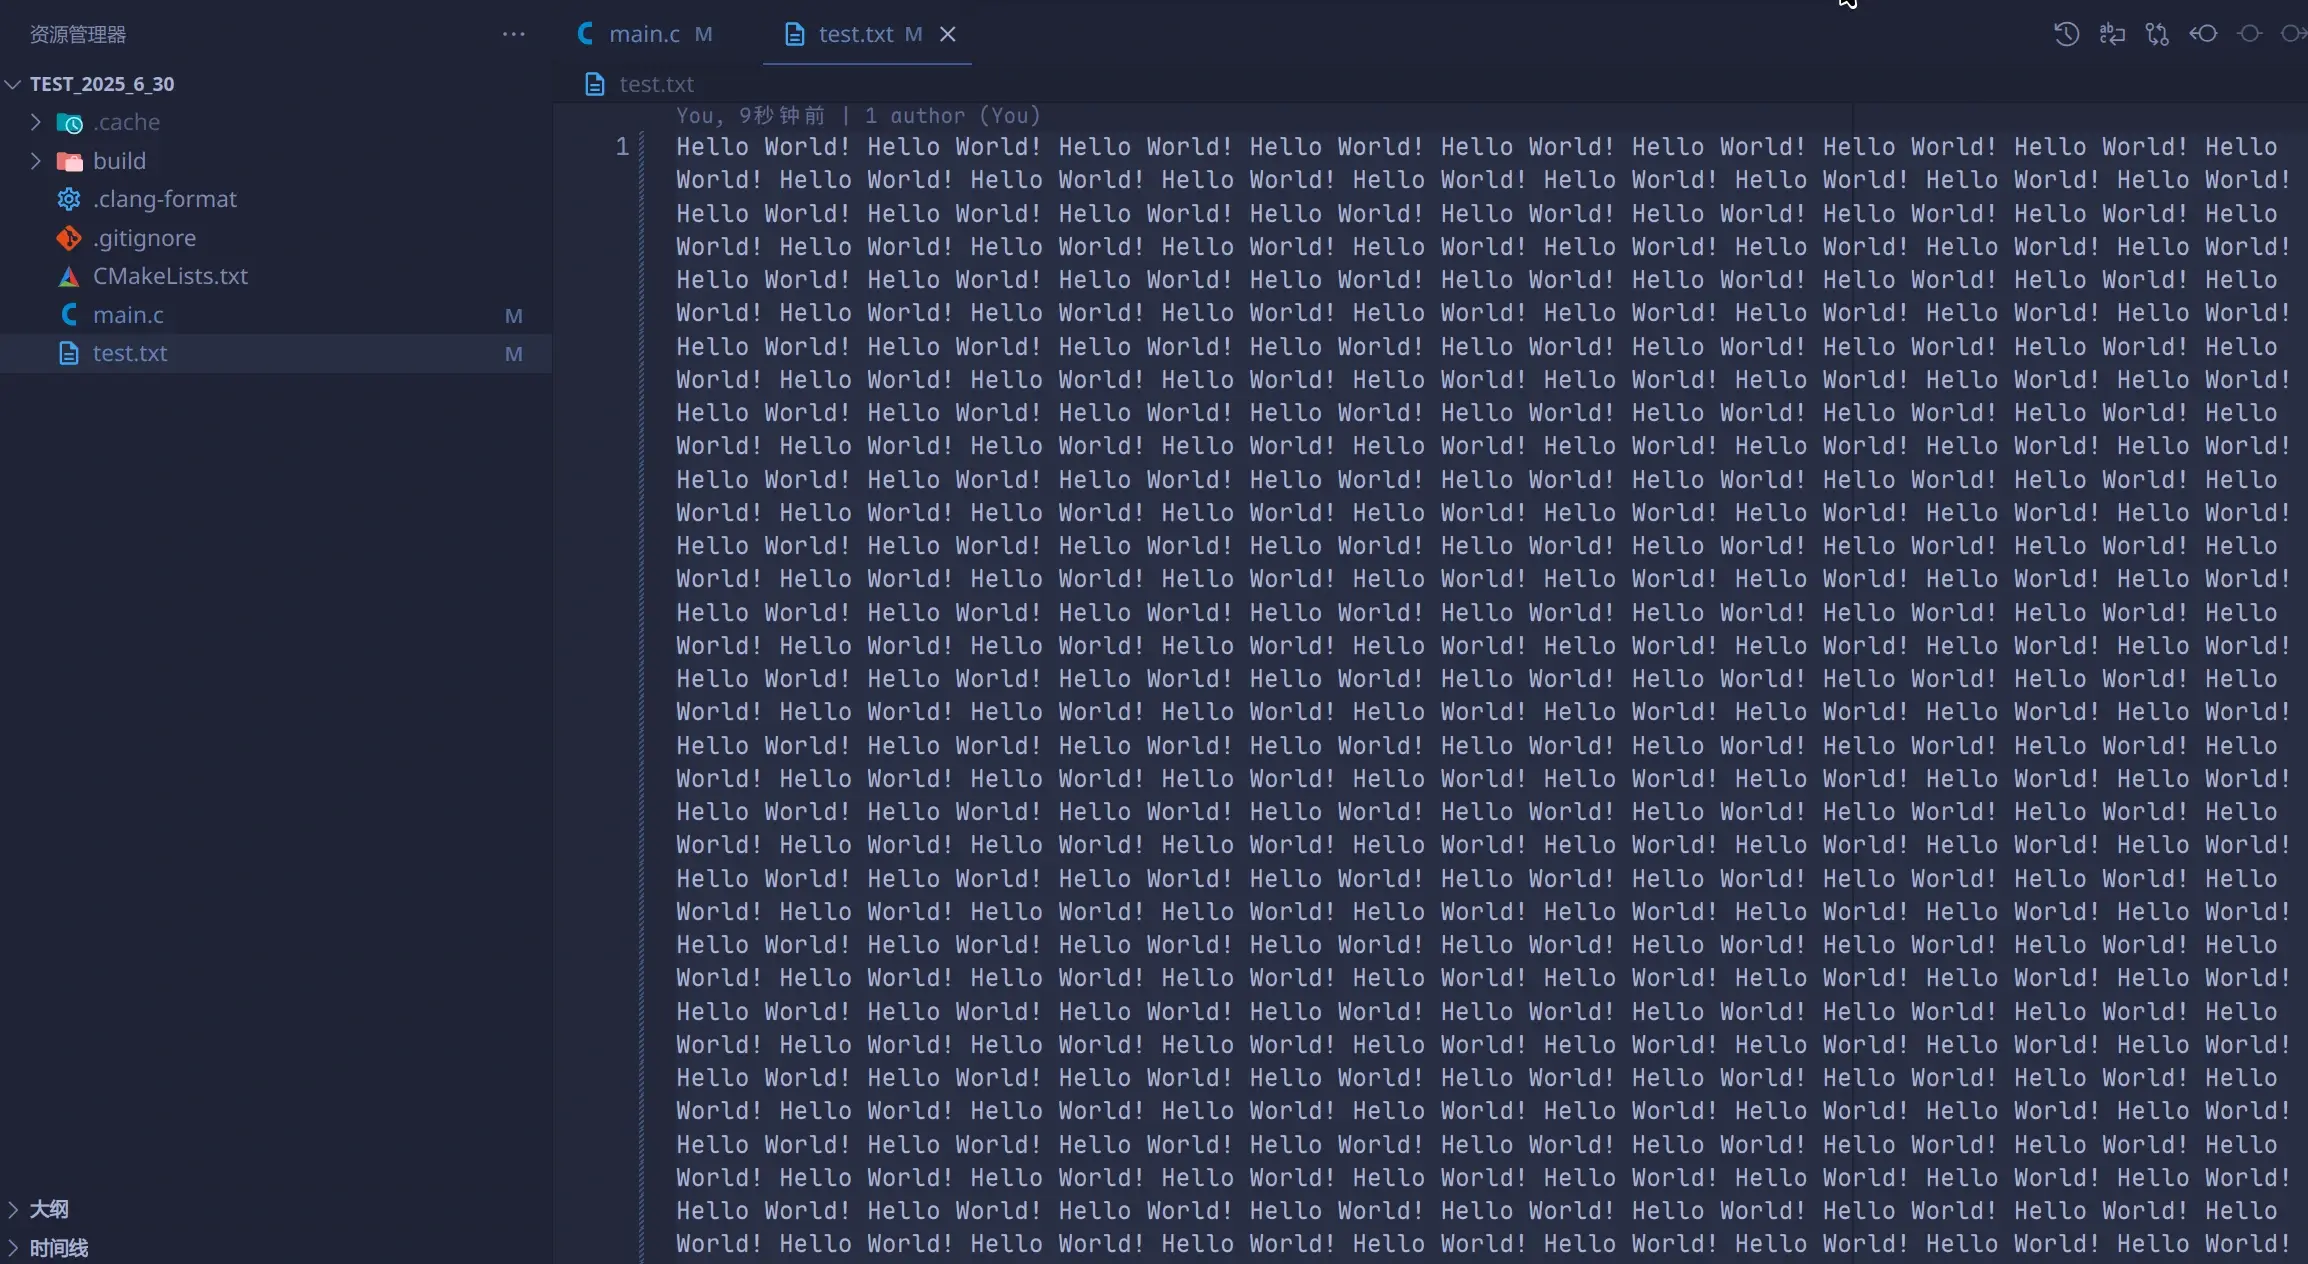 资源管理器
TEST_2025_6_30
.cache
build
.clang-format
.gitignore
CMakeLists.txt
main.c M
test.txt M
大纲
时间线
main.c M
test.txt M
test.txt
You, 9秒钟前 | 1 author (You)
1
Hello World! Hello World! Hello World! Hello World! Hello World! Hello World! Hello World! Hello World! Hello
World! Hello World! Hello World! Hello World! Hello World! Hello World! Hello World! Hello World! Hello World!
Hello World! Hello World! Hello World! Hello World! Hello World! Hello World! Hello World! Hello World! Hello
World! Hello World! Hello World! Hello World! Hello World! Hello World! Hello World! Hello World! Hello World!
Hello World! Hello World! Hello World! Hello World! Hello World! Hello World! Hello World! Hello World! Hello
World! Hello World! Hello World! Hello World! Hello World! Hello World! Hello World! Hello World! Hello World!
Hello World! Hello World! Hello World! Hello World! Hello World! Hello World! Hello World! Hello World! Hello
World! Hello World! Hello World! Hello World! Hello World! Hello World! Hello World! Hello World! Hello World!
Hello World! Hello World! Hello World! Hello World! Hello World! Hello World! Hello World! Hello World! Hello
World! Hello World! Hello World! Hello World! Hello World! Hello World! Hello World! Hello World! Hello World!
Hello World! Hello World! Hello World! Hello World! Hello World! Hello World! Hello World! Hello World! Hello
World! Hello World! Hello World! Hello World! Hello World! Hello World! Hello World! Hello World! Hello World!
Hello World! Hello World! Hello World! Hello World! Hello World! Hello World! Hello World! Hello World! Hello
World! Hello World! Hello World! Hello World! Hello World! Hello World! Hello World! Hello World! Hello World!
Hello World! Hello World! Hello World! Hello World! Hello World! Hello World! Hello World! Hello World! Hello
World! Hello World! Hello World! Hello World! Hello World! Hello World! Hello World! Hello World! Hello World!
Hello World! Hello World! Hello World! Hello World! Hello World! Hello World! Hello World! Hello World! Hello
World! Hello World! Hello World! Hello World! Hello World! Hello World! Hello World! Hello World! Hello World!
Hello World! Hello World! Hello World! Hello World! Hello World! Hello World! Hello World! Hello World! Hello
World! Hello World! Hello World! Hello World! Hello World! Hello World! Hello World! Hello World! Hello World!
Hello World! Hello World! Hello World! Hello World! Hello World! Hello World! Hello World! Hello World! Hello
World! Hello World! Hello World! Hello World! Hello World! Hello World! Hello World! Hello World! Hello World!
Hello World! Hello World! Hello World! Hello World! Hello World! Hello World! Hello World! Hello World! Hello
World! Hello World! Hello World! Hello World! Hello World! Hello World! Hello World! Hello World! Hello World!
Hello World! Hello World! Hello World! Hello World! Hello World! Hello World! Hello World! Hello World! Hello
World! Hello World! Hello World! Hello World! Hello World! Hello World! Hello World! Hello World! Hello World!
Hello World! Hello World! Hello World! Hello World! Hello World! Hello World! Hello World! Hello World! Hello
World! Hello World! Hello World! Hello World! Hello World! Hello World! Hello World! Hello World! Hello World!
Hello World! Hello World! Hello World! Hello World! Hello World! Hello World! Hello World! Hello World! Hello
World! Hello World! Hello World! Hello World! Hello World! Hello World! Hello World! Hello World! Hello World!
Hello World! Hello World! Hello World! Hello World! Hello World! Hello World! Hello World! Hello World! Hello
World! Hello World! Hello World! Hello World! Hello World! Hello World! Hello World! Hello World! Hello World!
Hello World! Hello World! Hello World! Hello World! Hello World! Hello World! Hello World! Hello World! Hello
World! Hello World! Hello World! Hello World! Hello World! Hello World! Hello World! Hello World! Hello World!